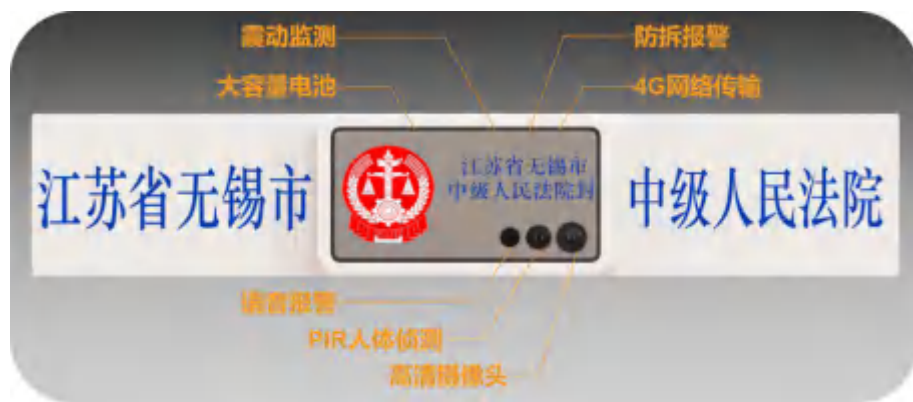 震动监测
防拆报警
大容量电池
4G网络传输
江苏省无锡市
江苏省无锡市
中级人民法院封
中级人民法院
语音报警
PIR人体侦测
高清摄像头